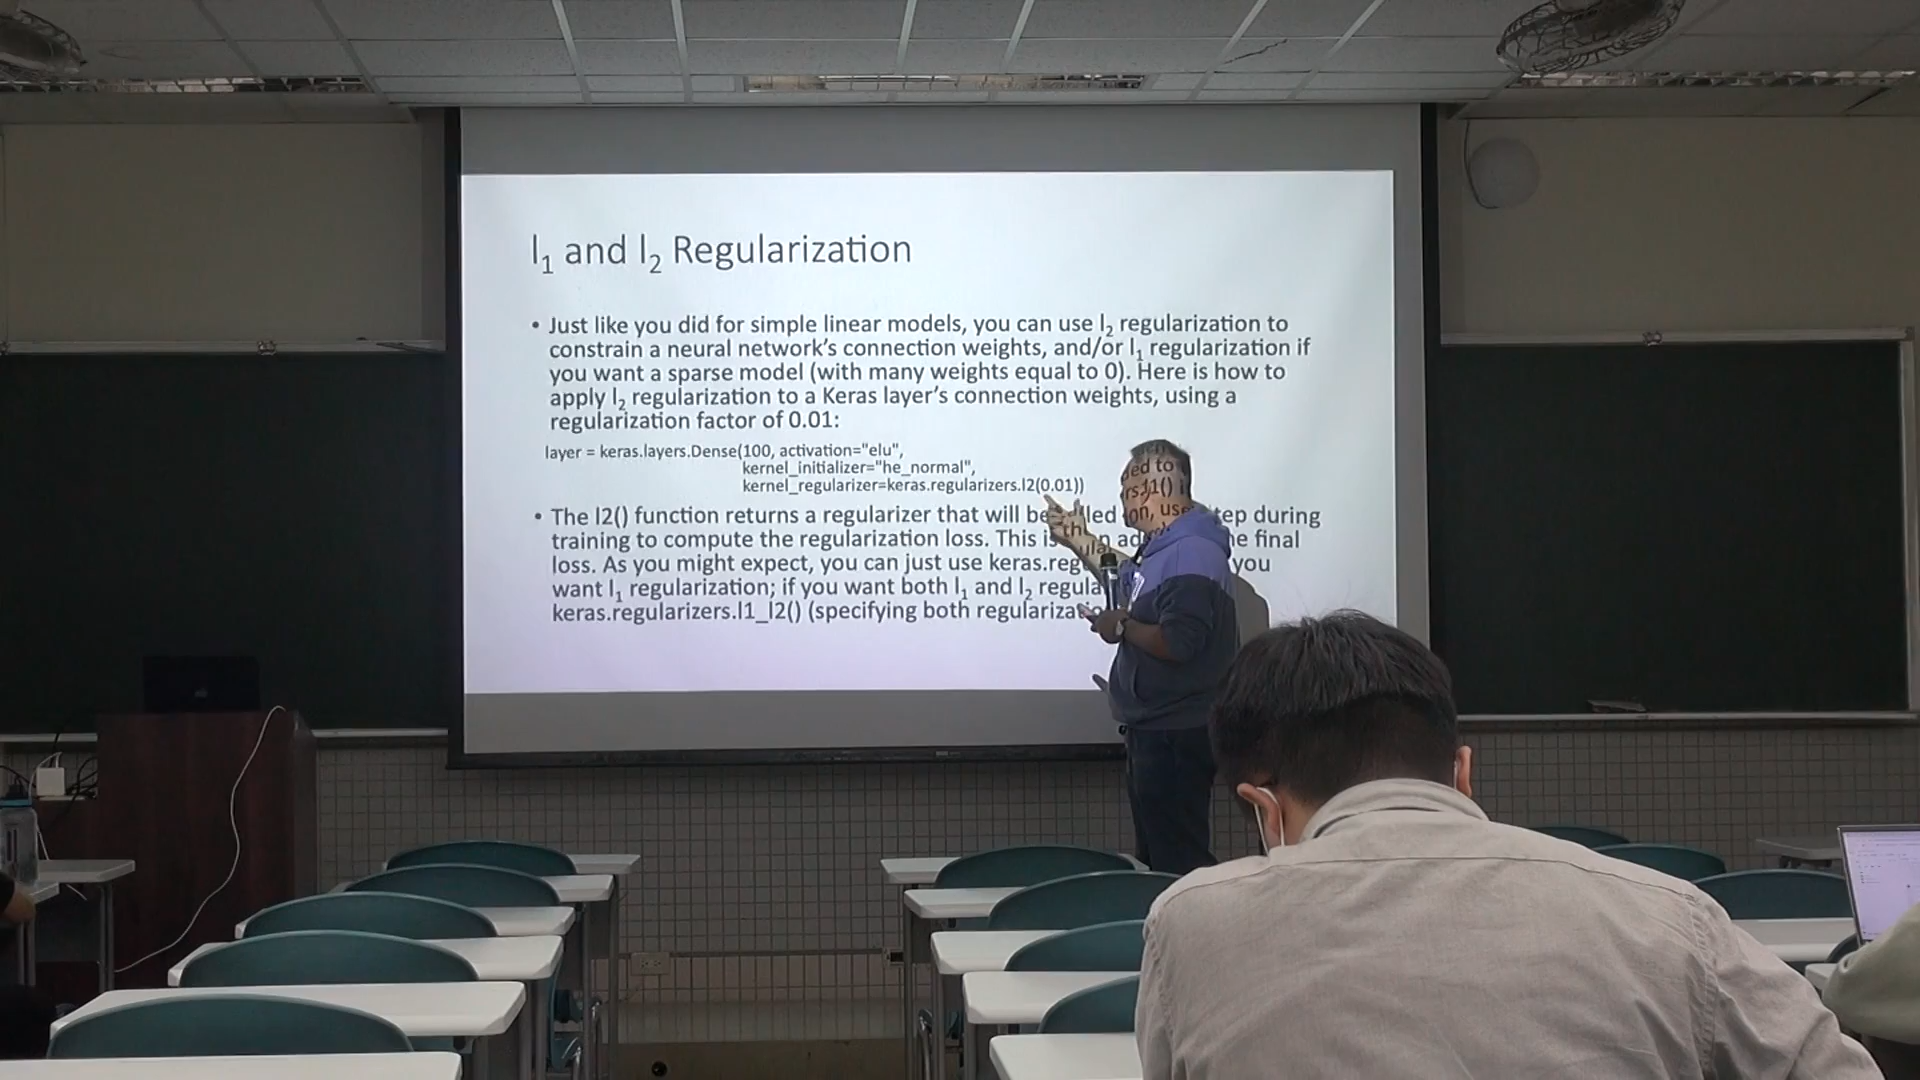 l₁ and l₂ Regularization
• Just like you did for simple linear models, you can use l₂ regularization to
constrain a neural network's connection weights, and/or l₁ regularization if
you want a sparse model (with many weights equal to 0). Here is how to
apply l₂ regularization to a Keras layer's connection weights, using a
regularization factor of 0.01:
layer = keras.layers.Dense(100, activation="elu",
kernel_initializer="he_normal",
kernel_regularizer=keras.regularizers.l2(0.01))
• The l2() function returns a regularizer that will be during
training to compute the regularization loss. This is final
loss. As you might expect, you can just use you
want l₁ regularization; if you want both l₁ and l₂
keras.regularizers.l1_l2() (specifying both